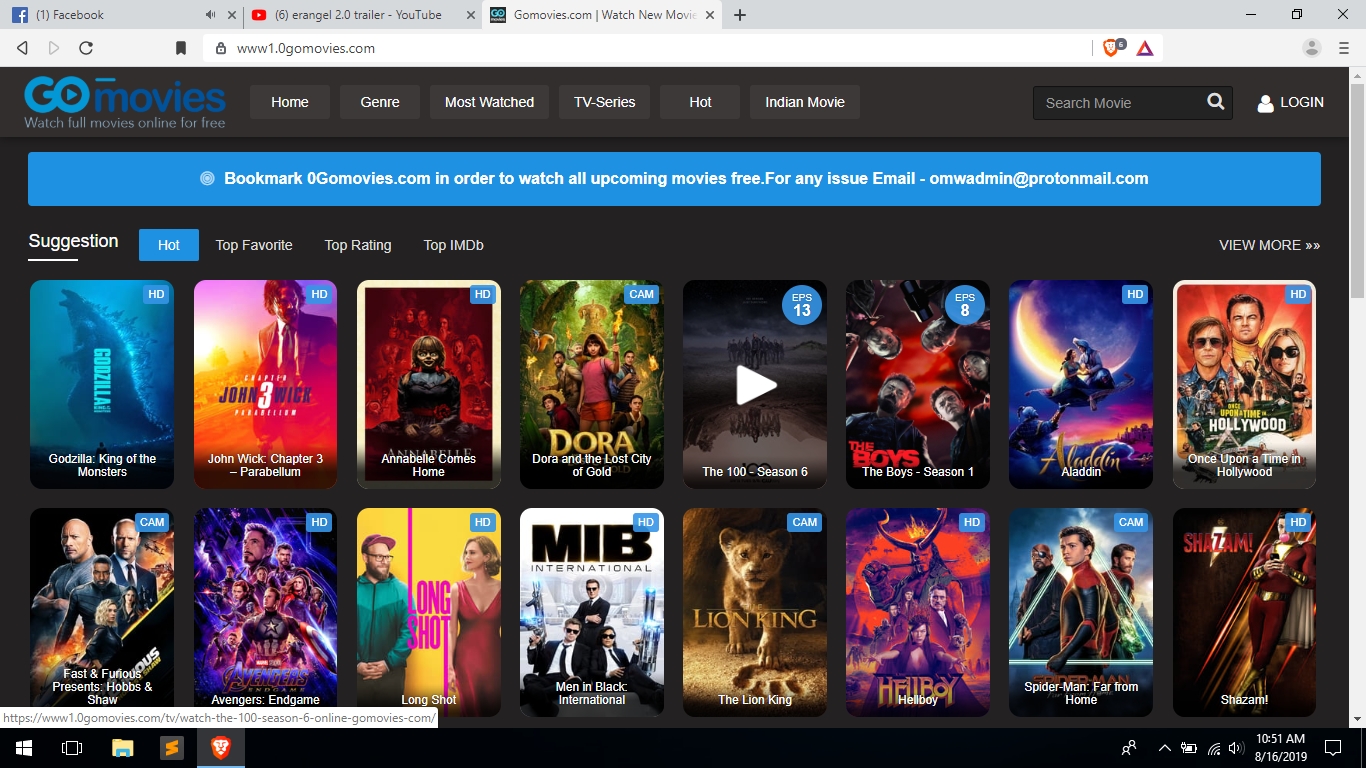 (1) Facebook
(6) erangel 2.0 trailer - YouTube
Gomovies.com | Watch New Movie
www1.0gomovies.com
6
GOmovies
Watch full movies online for free
Home
Genre
Most Watched
TV-Series
Hot
Indian Movie
Search Movie
LOGIN
Bookmark 0Gomovies.com in order to watch all upcoming movies free.For any issue Email - omwadmin@protonmail.com
Suggestion
Hot
Top Favorite
Top Rating
Top IMDb
VIEW MORE »»
HD
GODZILLA
Godzilla: King of the
Monsters
HD
CHAPTER
JOHN 3 WICK
PARABELLUM
John Wick: Chapter 3
– Parabellum
HD
ANNABELLE
Annabelle Comes
Home
CAM
DORA
Dora and the Lost City
of Gold
EPS
13
The 100 - Season 6
EPS
8
THE
BOYS
The Boys - Season 1
HD
Aladdin
Aladdin
HD
ONCE
UPON A TIME IN
HOLLYWOOD
Once Upon a Time in
Hollywood
CAM
Fast & Furious
Presents: Hobbs &
Shaw
HD
AVENGERS
Avengers: Endgame
HD
LONG
SHOT
Long Shot
HD
MIB
INTERNATIONAL
Men in Black:
International
CAM
LION KING
The Lion King
HD
HELLBOY
Hellboy
CAM
SPIDER-MAN
Spider-Man: Far from
Home
HD
SHAZAM!
Shazam!
https://www1.0gomovies.com/tv/watch-the-100-season-6-online-gomovies-com/
10:51 AM
8/16/2019